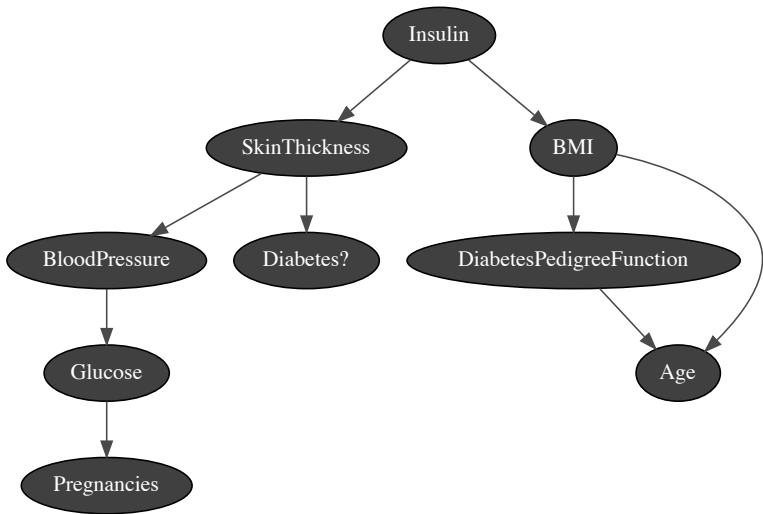 Insulin
SkinThickness
BMI
BloodPressure
Diabetes?
DiabetesPedigreeFunction
Glucose
Age
Pregnancies